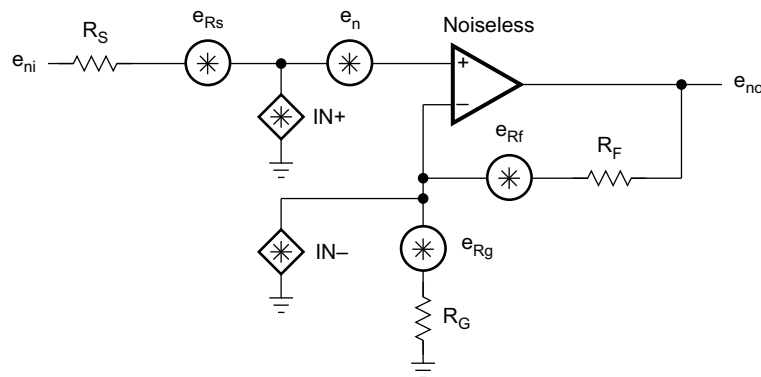 Noiseless
R_S
e_Rs
e_n
e_ni
+
e_no
IN+
−
e_Rf
R_F
IN−
e_Rg
R_G